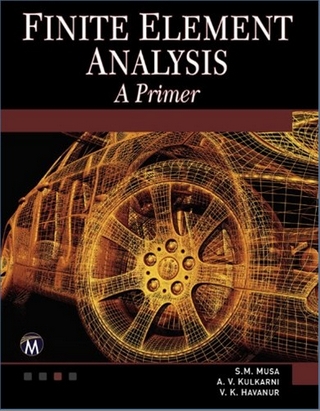 FINITE ELEMENT
ANALYSIS
A Primer
M
S.M. MUSA
A. V. KULKARNI
V. K. HAVANUR